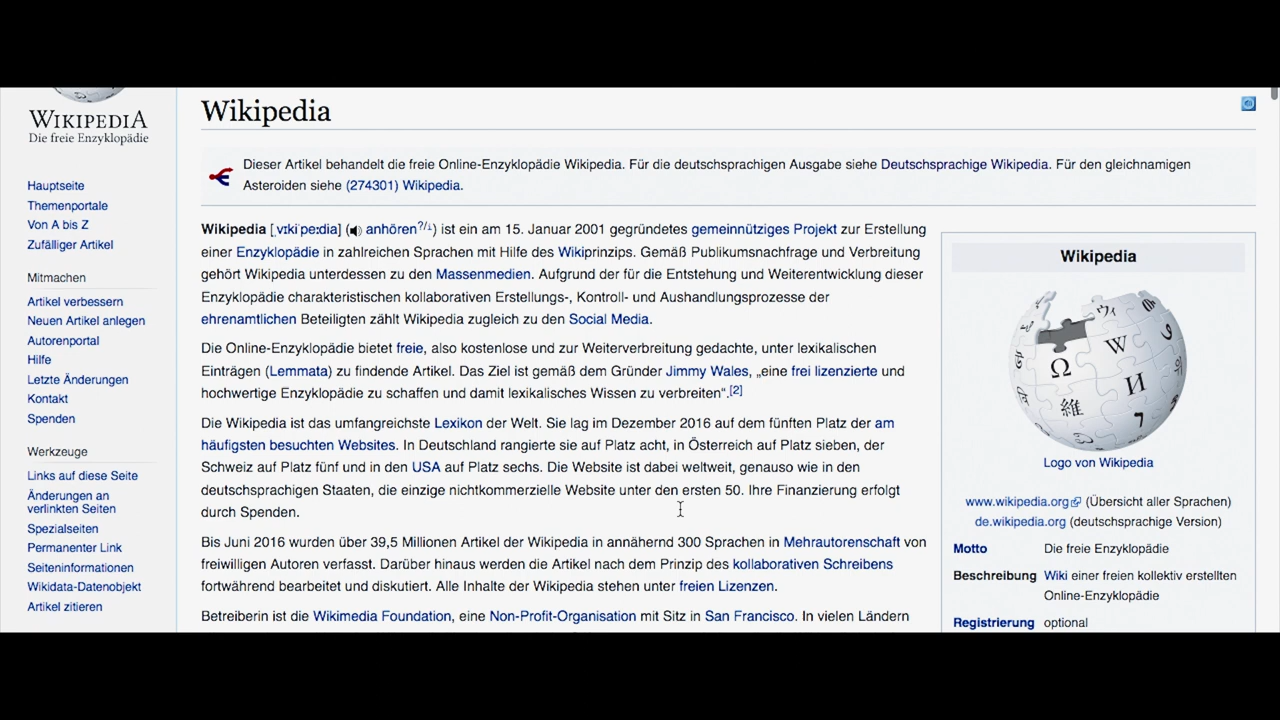 WIKIPEDIA
Die freie Enzyklopädie
Hauptseite
Themenportale
Von A bis Z
Zufälliger Artikel
Mitmachen
Artikel verbessern
Neuen Artikel anlegen
Autorenportal
Hilfe
Letzte Änderungen
Kontakt
Spenden
Werkzeuge
Links auf diese Seite
Änderungen an
verlinkten Seiten
Spezialseiten
Permanenter Link
Seiteninformationen
Wikidata-Datenobjekt
Artikel zitieren
Wikipedia
Dieser Artikel behandelt die freie Online-Enzyklopädie Wikipedia. Für die deutschsprachigen Ausgabe siehe Deutschsprachige Wikipedia. Für den gleichnamigen
Asteroiden siehe (274301) Wikipedia.
Wikipedia [ˌvɪkiˈpeːdia] (anhören?/i) ist ein am 15. Januar 2001 gegründetes gemeinnütziges Projekt zur Erstellung
einer Enzyklopädie in zahlreichen Sprachen mit Hilfe des Wikiprinzips. Gemäß Publikumsnachfrage und Verbreitung
gehört Wikipedia unterdessen zu den Massenmedien. Aufgrund der für die Entstehung und Weiterentwicklung dieser
Enzyklopädie charakteristischen kollaborativen Erstellungs-, Kontroll- und Aushandlungsprozesse der
ehrenamtlichen Beteiligten zählt Wikipedia zugleich zu den Social Media.
Die Online-Enzyklopädie bietet freie, also kostenlose und zur Weiterverbreitung gedachte, unter lexikalischen
Einträgen (Lemmata) zu findende Artikel. Das Ziel ist gemäß dem Gründer Jimmy Wales, „eine frei lizenzierte und
hochwertige Enzyklopädie zu schaffen und damit lexikalisches Wissen zu verbreiten“.[2]
Die Wikipedia ist das umfangreichste Lexikon der Welt. Sie lag im Dezember 2016 auf dem fünften Platz der am
häufigsten besuchten Websites. In Deutschland rangierte sie auf Platz acht, in Österreich auf Platz sieben, der
Schweiz auf Platz fünf und in den USA auf Platz sechs. Die Website ist dabei weltweit, genauso wie in den
deutschsprachigen Staaten, die einzige nichtkommerzielle Website unter den ersten 50. Ihre Finanzierung erfolgt
durch Spenden.
Bis Juni 2016 wurden über 39,5 Millionen Artikel der Wikipedia in annähernd 300 Sprachen in Mehrautorenschaft von
freiwilligen Autoren verfasst. Darüber hinaus werden die Artikel nach dem Prinzip des kollaborativen Schreibens
fortwährend bearbeitet und diskutiert. Alle Inhalte der Wikipedia stehen unter freien Lizenzen.
Betreiberin ist die Wikimedia Foundation, eine Non-Profit-Organisation mit Sitz in San Francisco. In vielen Ländern
Wikipedia
Ω W И 維 7
Logo von Wikipedia
www.wikipedia.org (Übersicht aller Sprachen)
de.wikipedia.org (deutschsprachige Version)
Motto Die freie Enzyklopädie
Beschreibung Wiki einer freien kollektiv erstellten
Online-Enzyklopädie
Registrierung optional